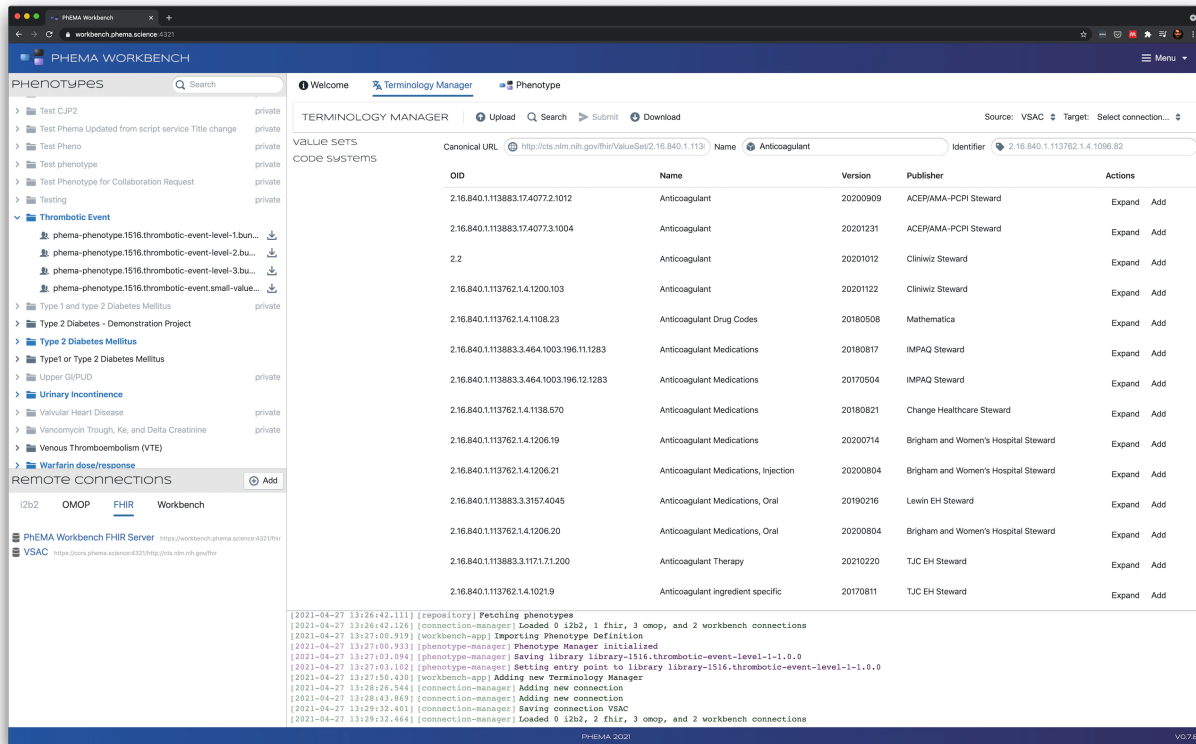 PhEMA Workbench
workbench.phema.science:4321
PHEMA WORKBENCH
Menu
PHENOTYPES
Search
Test CJP2 private
Test Phema Updated from script service Title change private
Test Pheno private
Test phenotype private
Test Phenotype for Collaboration Request private
Testing private
Thrombotic Event
phema-phenotype.1516.thrombotic-event-level-1.bun...
phema-phenotype.1516.thrombotic-event-level-2.bu...
phema-phenotype.1516.thrombotic-event-level-3.bu...
phema-phenotype.1516.thrombotic-event.small-value...
Type 1 and type 2 Diabetes Mellitus private
Type 2 Diabetes - Demonstration Project
Type 2 Diabetes Mellitus
Type1 or Type 2 Diabetes Mellitus
Upper GI/PUD private
Urinary Incontinence
Valvular Heart Disease private
Vancomycin Trough, Ke, and Delta Creatinine private
Venous Thromboembolism (VTE)
Warfarin dose/response
REMOTE CONNECTIONS
Add
i2b2 OMOP FHIR Workbench
PhEMA Workbench FHIR Server https://workbench.phema.science:4321/fhir
VSAC https://cors.phema.science:4321/http://cts.nlm.nih.gov/fhir
Welcome Terminology Manager Phenotype
TERMINOLOGY MANAGER Upload Search Submit Download Source: VSAC Target: Select connection...
VALUE SETS
CODE SYSTEMS
Canonical URL http://cts.nlm.nih.gov/fhir/ValueSet/2.16.840.1.113 Name Anticoagulant Identifier 2.16.840.1.113762.1.4.1096.82
OID Name Version Publisher Actions
2.16.840.1.113883.17.4077.2.1012 Anticoagulant 20200909 ACEP/AMA-PCPI Steward Expand Add
2.16.840.1.113883.17.4077.3.1004 Anticoagulant 20201231 ACEP/AMA-PCPI Steward Expand Add
2.2 Anticoagulant 20201012 Cliniwiz Steward Expand Add
2.16.840.1.113762.1.4.1200.103 Anticoagulant 20201122 Cliniwiz Steward Expand Add
2.16.840.1.113762.1.4.1108.23 Anticoagulant Drug Codes 20180508 Mathematica Expand Add
2.16.840.1.113883.3.464.1003.196.11.1283 Anticoagulant Medications 20180817 IMPAQ Steward Expand Add
2.16.840.1.113883.3.464.1003.196.12.1283 Anticoagulant Medications 20170504 IMPAQ Steward Expand Add
2.16.840.1.113762.1.4.1138.570 Anticoagulant Medications 20180821 Change Healthcare Steward Expand Add
2.16.840.1.113762.1.4.1206.19 Anticoagulant Medications 20200714 Brigham and Women's Hospital Steward Expand Add
2.16.840.1.113762.1.4.1206.21 Anticoagulant Medications, Injection 20200804 Brigham and Women's Hospital Steward Expand Add
2.16.840.1.113883.3.3157.4045 Anticoagulant Medications, Oral 20190216 Lewin EH Steward Expand Add
2.16.840.1.113762.1.4.1206.20 Anticoagulant Medications, Oral 20200804 Brigham and Women's Hospital Steward Expand Add
2.16.840.1.113883.3.117.1.7.1.200 Anticoagulant Therapy 20210220 TJC EH Steward Expand Add
2.16.840.1.113762.1.4.1021.9 Anticoagulant ingredient specific 20170811 TJC EH Steward Expand Add
[2021-04-27 13:26:42.111] [repository] Fetching phenotypes
[2021-04-27 13:26:42.126] [connection-manager] Loaded 0 i2b2, 1 fhir, 3 omop, and 2 workbench connections
[2021-04-27 13:27:00.919] [workbench-app] Importing Phenotype Definition
[2021-04-27 13:27:00.933] [phenotype-manager] Phenotype Manager initialized
[2021-04-27 13:27:03.094] [phenotype-manager] Saving library library-1516.thrombotic-event-level-1-1.0.0
[2021-04-27 13:27:03.102] [phenotype-manager] Setting entry point to library library-1516.thrombotic-event-level-1-1.0.0
[2021-04-27 13:27:50.430] [workbench-app] Adding new Terminology Manager
[2021-04-27 13:28:26.544] [connection-manager] Adding new connection
[2021-04-27 13:28:43.869] [connection-manager] Adding new connection
[2021-04-27 13:29:32.401] [connection-manager] Saving connection VSAC
[2021-04-27 13:29:32.464] [connection-manager] Loaded 0 i2b2, 2 fhir, 3 omop, and 2 workbench connections
PHEMA 2021
V0.7.8